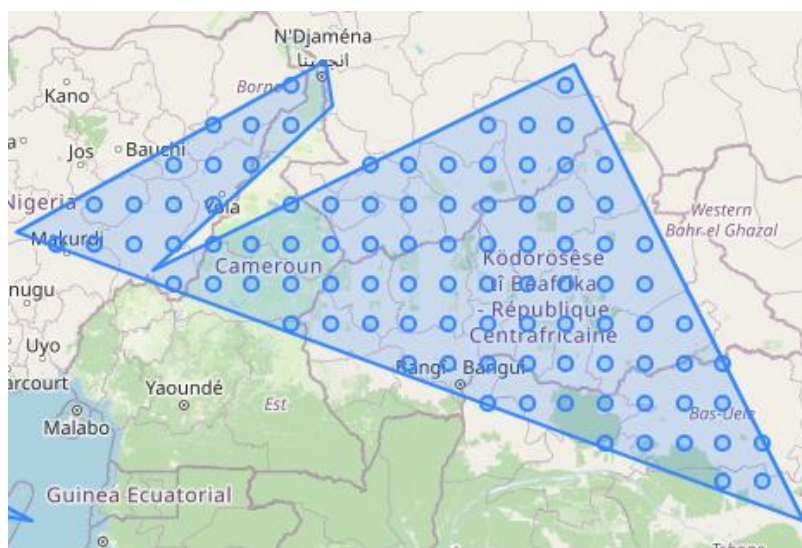 N'Djaména
انجمينا
Borno
Kano
Bauchi
Jos
Nigeria
Yola
Western
Bahr el Ghazal
Makurdi
Cameroun
Ködörösêse
tî Bêafrîka
- République
Centrafricaine
Uyo
Bangî - Bangui
Yaoundé
Est
Bas-Uele
Malabo
Guinea Ecuatorial